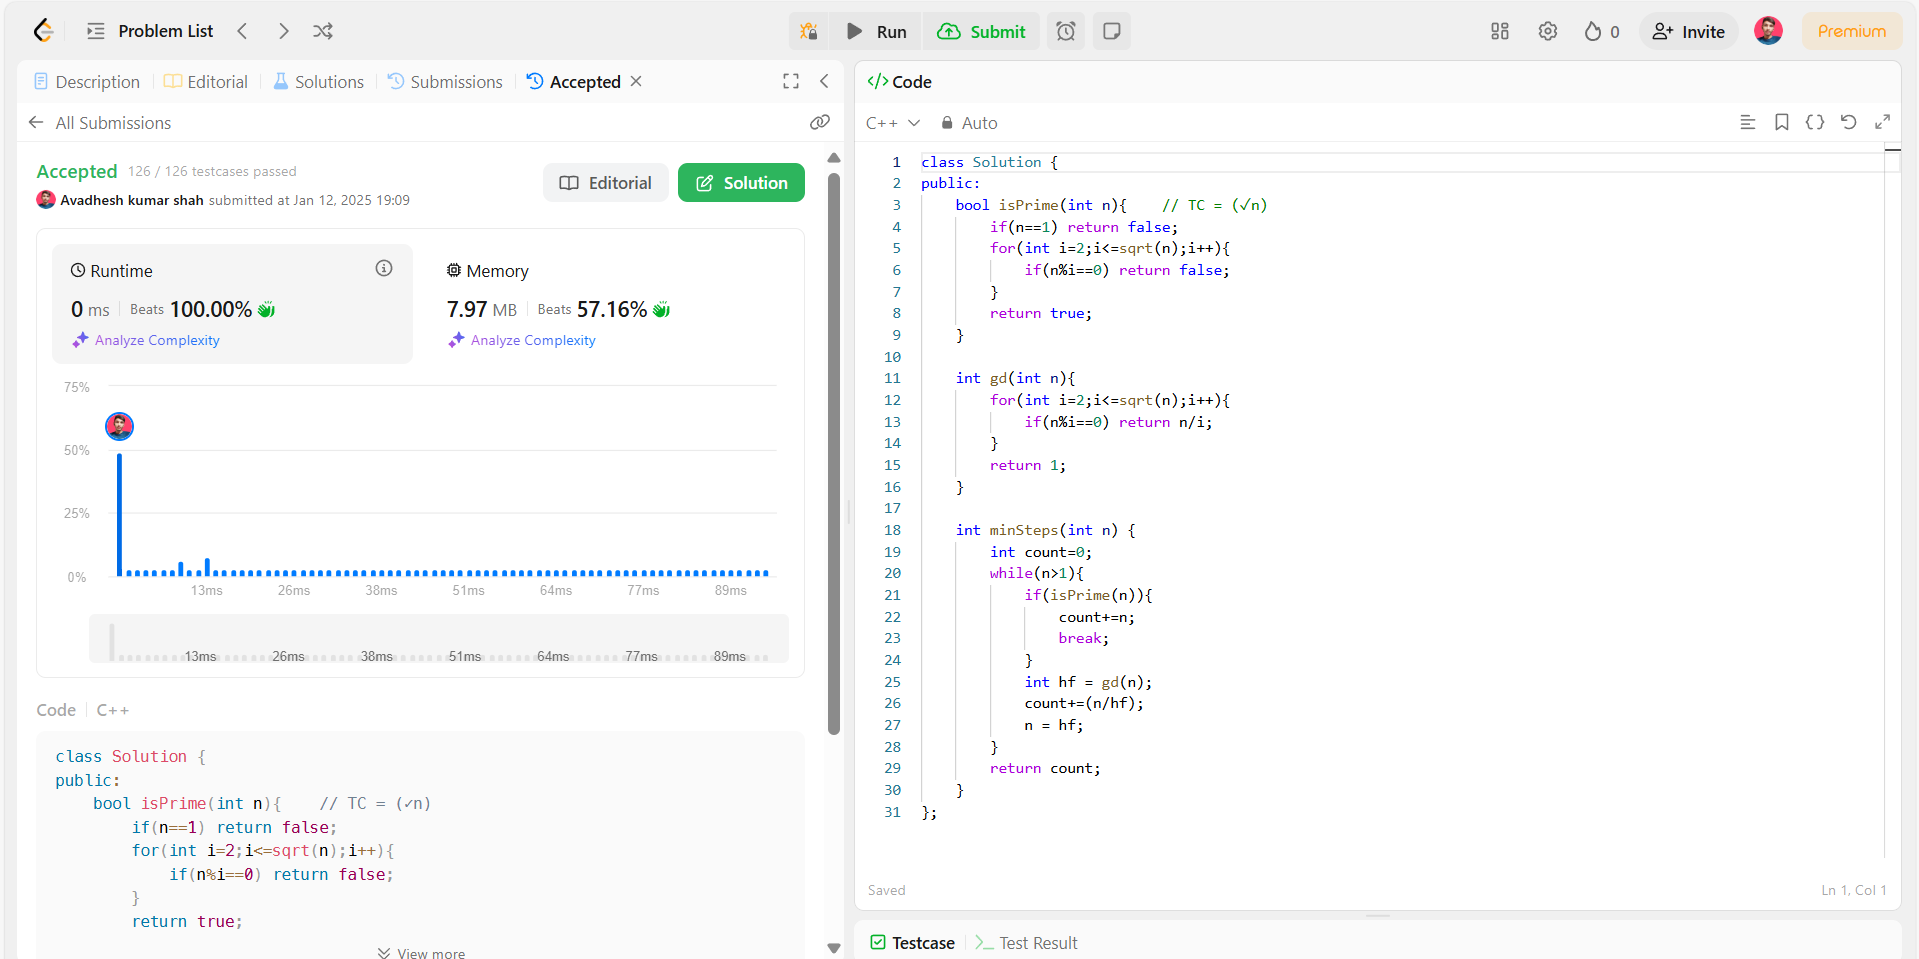 Problem List
Run
Submit
0
Invite
Premium
Description
Editorial
Solutions
Submissions
Accepted
All Submissions
Accepted 126 / 126 testcases passed
Avadhesh kumar shah submitted at Jan 12, 2025 19:09
Editorial
Solution
Runtime
0 ms Beats 100.00%
Analyze Complexity
Memory
7.97 MB Beats 57.16%
Analyze Complexity
75%
50%
25%
0%
13ms 26ms 38ms 51ms 64ms 77ms 89ms
13ms 26ms 38ms 51ms 64ms 77ms 89ms
Code C++
class Solution {
public:
    bool isPrime(int n){    // TC = (✓n)
        if(n==1) return false;
        for(int i=2;i<=sqrt(n);i++){
            if(n%i==0) return false;
        }
        return true;
View more
</> Code
C++
Auto
1 class Solution {
2 public:
3     bool isPrime(int n){    // TC = (√n)
4         if(n==1) return false;
5         for(int i=2;i<=sqrt(n);i++){
6             if(n%i==0) return false;
7         }
8         return true;
9     }
10
11     int gd(int n){
12         for(int i=2;i<=sqrt(n);i++){
13             if(n%i==0) return n/i;
14         }
15         return 1;
16     }
17
18     int minSteps(int n) {
19         int count=0;
20         while(n>1){
21             if(isPrime(n)){
22                 count+=n;
23                 break;
24             }
25             int hf = gd(n);
26             count+=(n/hf);
27             n = hf;
28         }
29         return count;
30     }
31 };
Saved
Ln 1, Col 1
Testcase
Test Result